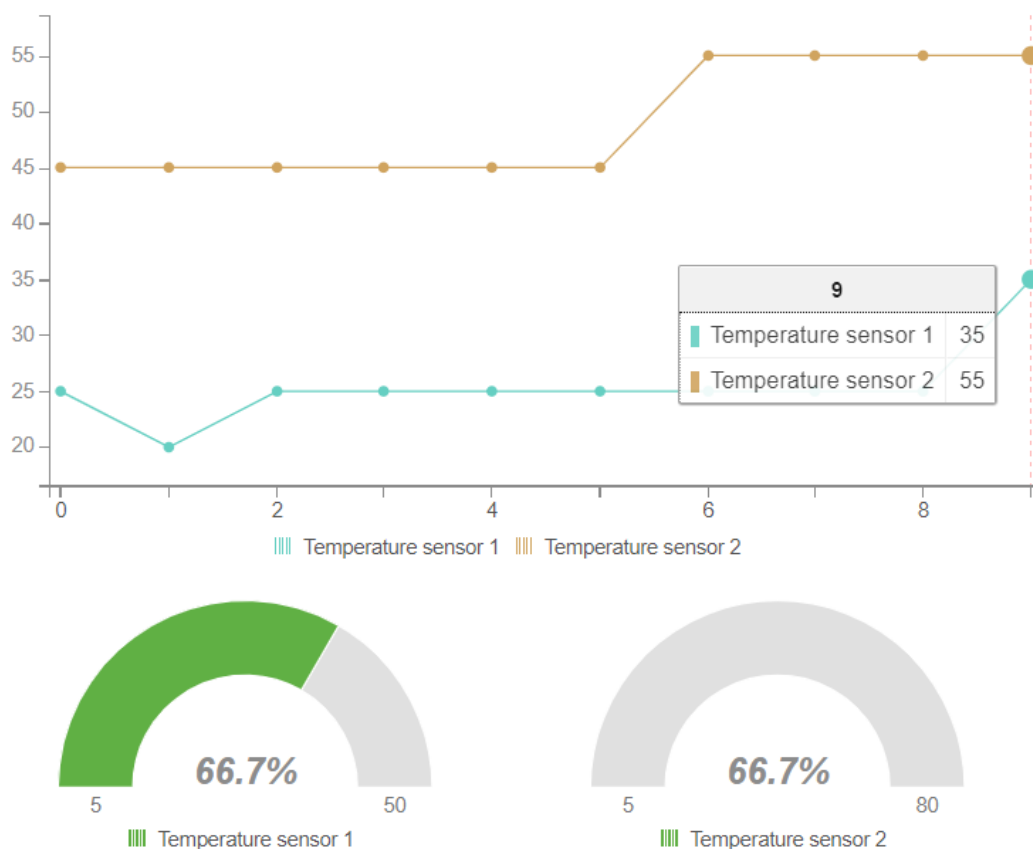 55
50
45
40
35
30
25
20
9
Temperature sensor 1 35
Temperature sensor 2 55
0 2 4 6 8
Temperature sensor 1 Temperature sensor 2
66.7% 66.7%
5 50 5 80
Temperature sensor 1 Temperature sensor 2